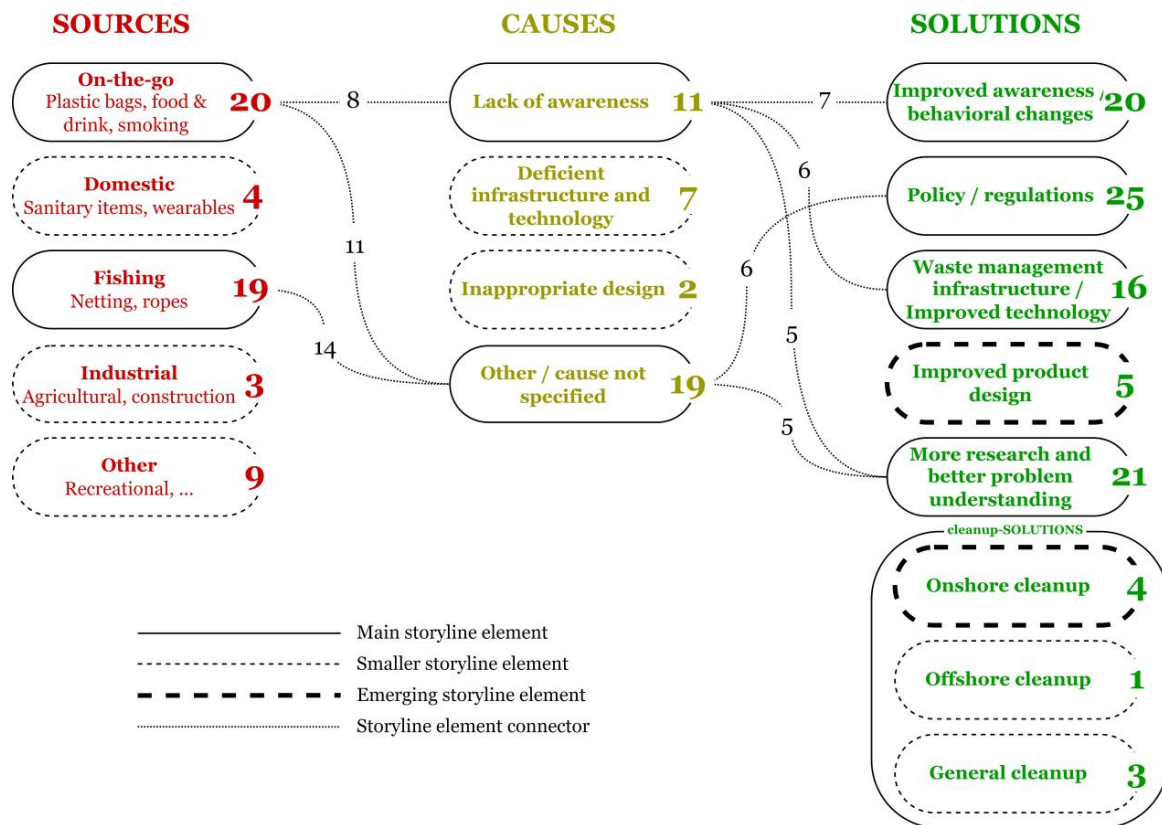 SOURCES
On-the-go
Plastic bags, food &
drink, smoking
20
Domestic
Sanitary items, wearables
4
Fishing
Netting, ropes
19
Industrial
Agricultural, construction
3
Other
Recreational, ...
9
8
11
14
CAUSES
Lack of awareness
11
Deficient
infrastructure and
technology
7
Inappropriate design
2
Other / cause not
specified
19
7
6
6
5
5
SOLUTIONS
Improved awareness /
behavioral changes
20
Policy / regulations
25
Waste management
infrastructure /
Improved technology
16
Improved product
design
5
More research and
better problem
understanding
21
cleanup-SOLUTIONS
Onshore cleanup
4
Offshore cleanup
1
General cleanup
3
Main storyline element
Smaller storyline element
Emerging storyline element
Storyline element connector